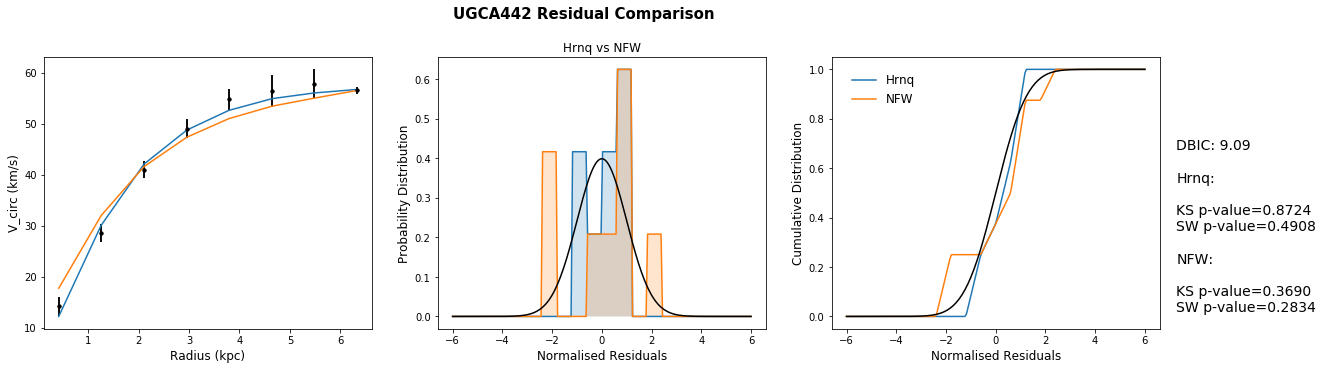 UGCA442 Residual Comparison
V_circ (km/s)
60
50
40
30
20
10
1 2 3 4 5 6
Radius (kpc)
Hrnq vs NFW
Probability Distribution
0.6
0.5
0.4
0.3
0.2
0.1
0.0
−6 −4 −2 0 2 4 6
Normalised Residuals
Cumulative Distribution
1.0
0.8
0.6
0.4
0.2
0.0
Hrnq
NFW
−6 −4 −2 0 2 4 6
Normalised Residuals
DBIC: 9.09
Hrnq:
KS p-value=0.8724
SW p-value=0.4908
NFW:
KS p-value=0.3690
SW p-value=0.2834